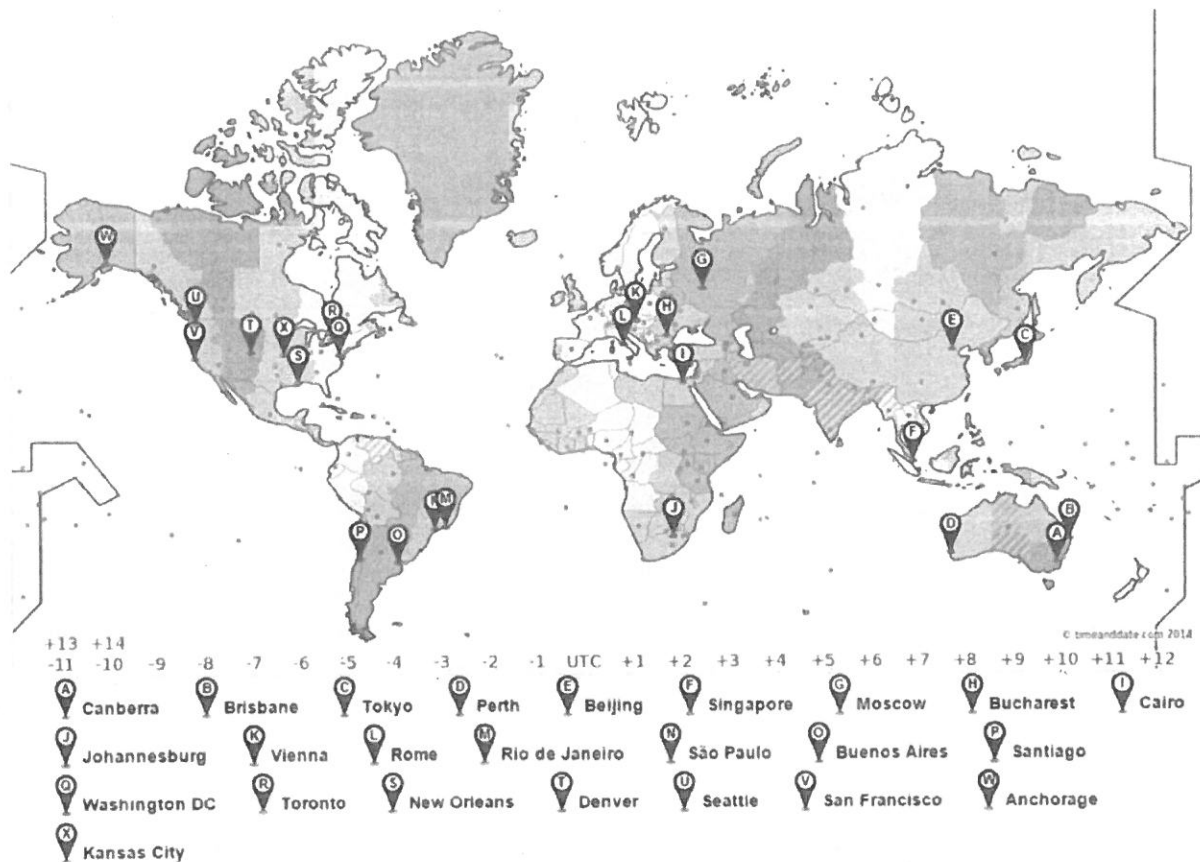 W
G
U
R
K
V
T
X
Q
L
H
E
C
S
I
F
M
J
B
P
O
D
A
© timeanddate.com 2014
+13 +14
-11 -10 -9 -8 -7 -6 -5 -4 -3 -2 -1 UTC +1 +2 +3 +4 +5 +6 +7 +8 +9 +10 +11 +12
A Canberra B Brisbane C Tokyo D Perth E Beijing F Singapore G Moscow H Bucharest I Cairo
J Johannesburg K Vienna L Rome M Rio de Janeiro N São Paulo O Buenos Aires P Santiago
Q Washington DC R Toronto S New Orleans T Denver U Seattle V San Francisco W Anchorage
X Kansas City